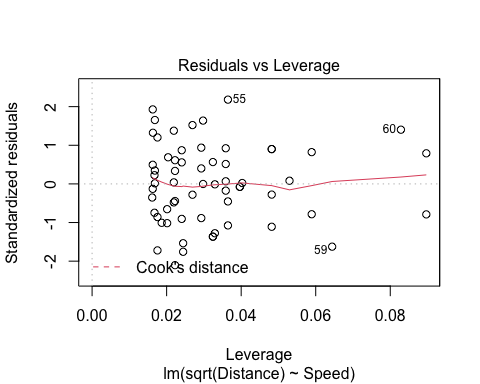 Residuals vs Leverage
Standardized residuals
2
1
0
-1
-2
55
60
59
Cook's distance
0.00 0.02 0.04 0.06 0.08
Leverage
lm(sqrt(Distance) ~ Speed)